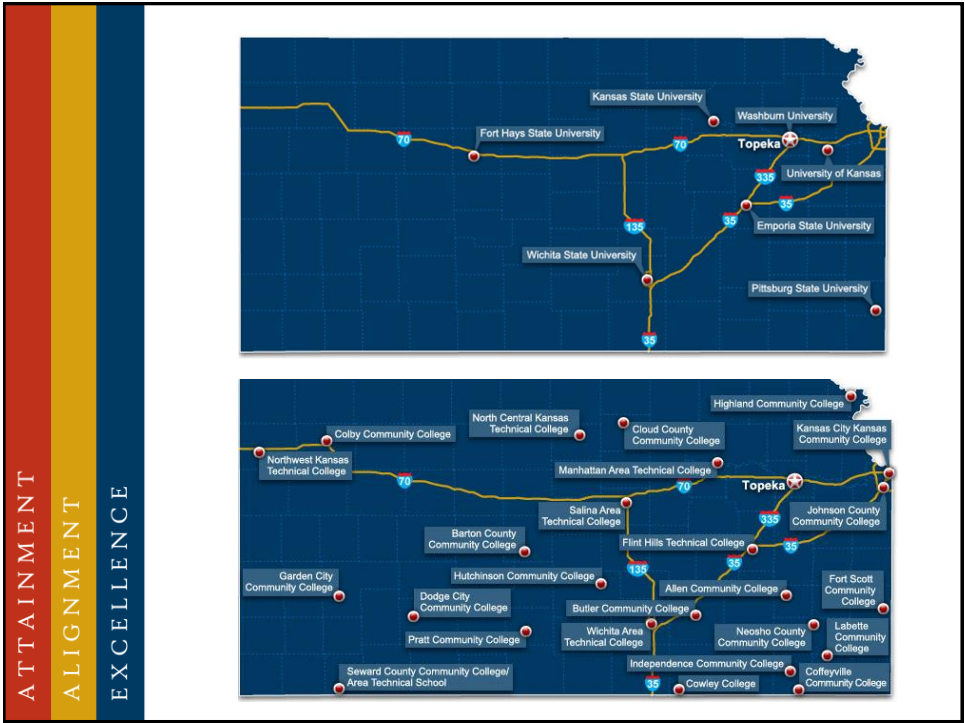 ATTAINMENT
ALIGNMENT
EXCELLENCE
Kansas State University
Washburn University
Fort Hays State University
70
70
Topeka
University of Kansas
335
35
135
35
Emporia State University
Wichita State University
Pittsburg State University
35
Highland Community College
North Central Kansas
Technical College
Cloud County
Community College
Kansas City Kansas
Community College
Colby Community College
Northwest Kansas
Technical College
Manhattan Area Technical College
70
70
Topeka
Salina Area
Technical College
Johnson County
Community College
335
Barton County
Community College
Flint Hills Technical College
35
135
35
Garden City
Community College
Hutchinson Community College
Allen Community College
Fort Scott
Community
College
Dodge City
Community College
Butler Community College
Pratt Community College
Wichita Area
Technical College
Neosho County
Community College
Labette
Community
College
Independence Community College
Seward County Community College/
Area Technical School
35
Cowley College
Coffeyville
Community College